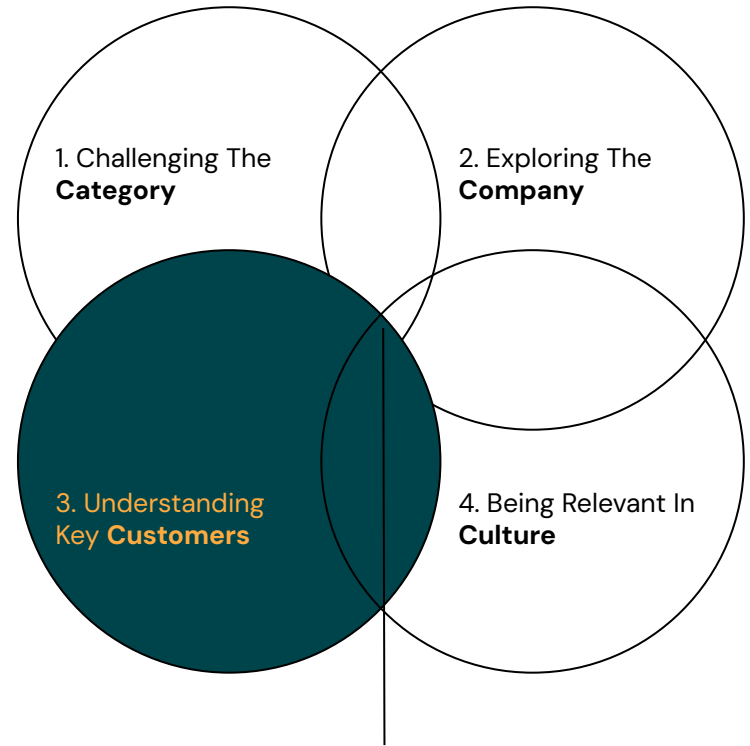 1. Challenging The
Category
2. Exploring The
Company
3. Understanding
Key Customers
4. Being Relevant In
Culture